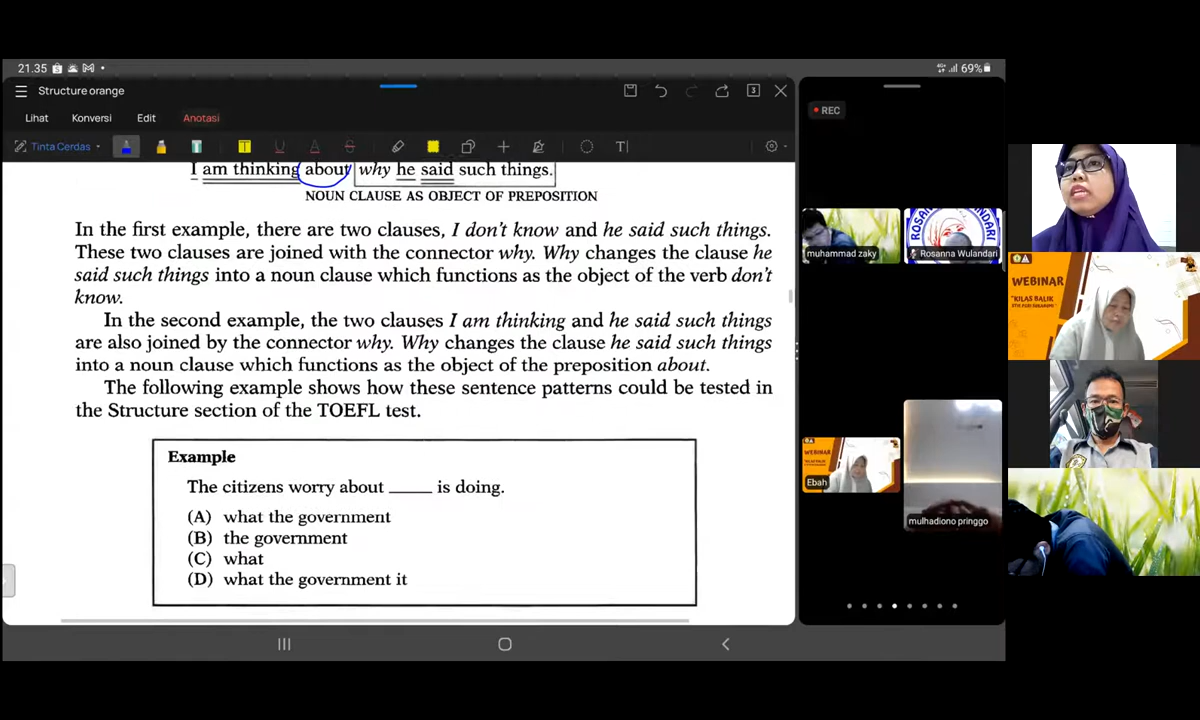 21.35
69%
Structure orange
3
Lihat Konversi Edit Anotasi
Tinta Cerdas
I am thinking about why he said such things.
NOUN CLAUSE AS OBJECT OF PREPOSITION
In the first example, there are two clauses, I don't know and he said such things.
These two clauses are joined with the connector why. Why changes the clause he
said such things into a noun clause which functions as the object of the verb don't
know.
In the second example, the two clauses I am thinking and he said such things
are also joined by the connector why. Why changes the clause he said such things
into a noun clause which functions as the object of the preposition about.
The following example shows how these sentence patterns could be tested in
the Structure section of the TOEFL test.
Example
The citizens worry about _____ is doing.
(A) what the government
(B) the government
(C) what
(D) what the government it
REC
muhammad zaky
Rosanna Wulandari
WEBINAR
Ebah
mulhadiono pringgo
WEBINAR
"KILAS BALIK